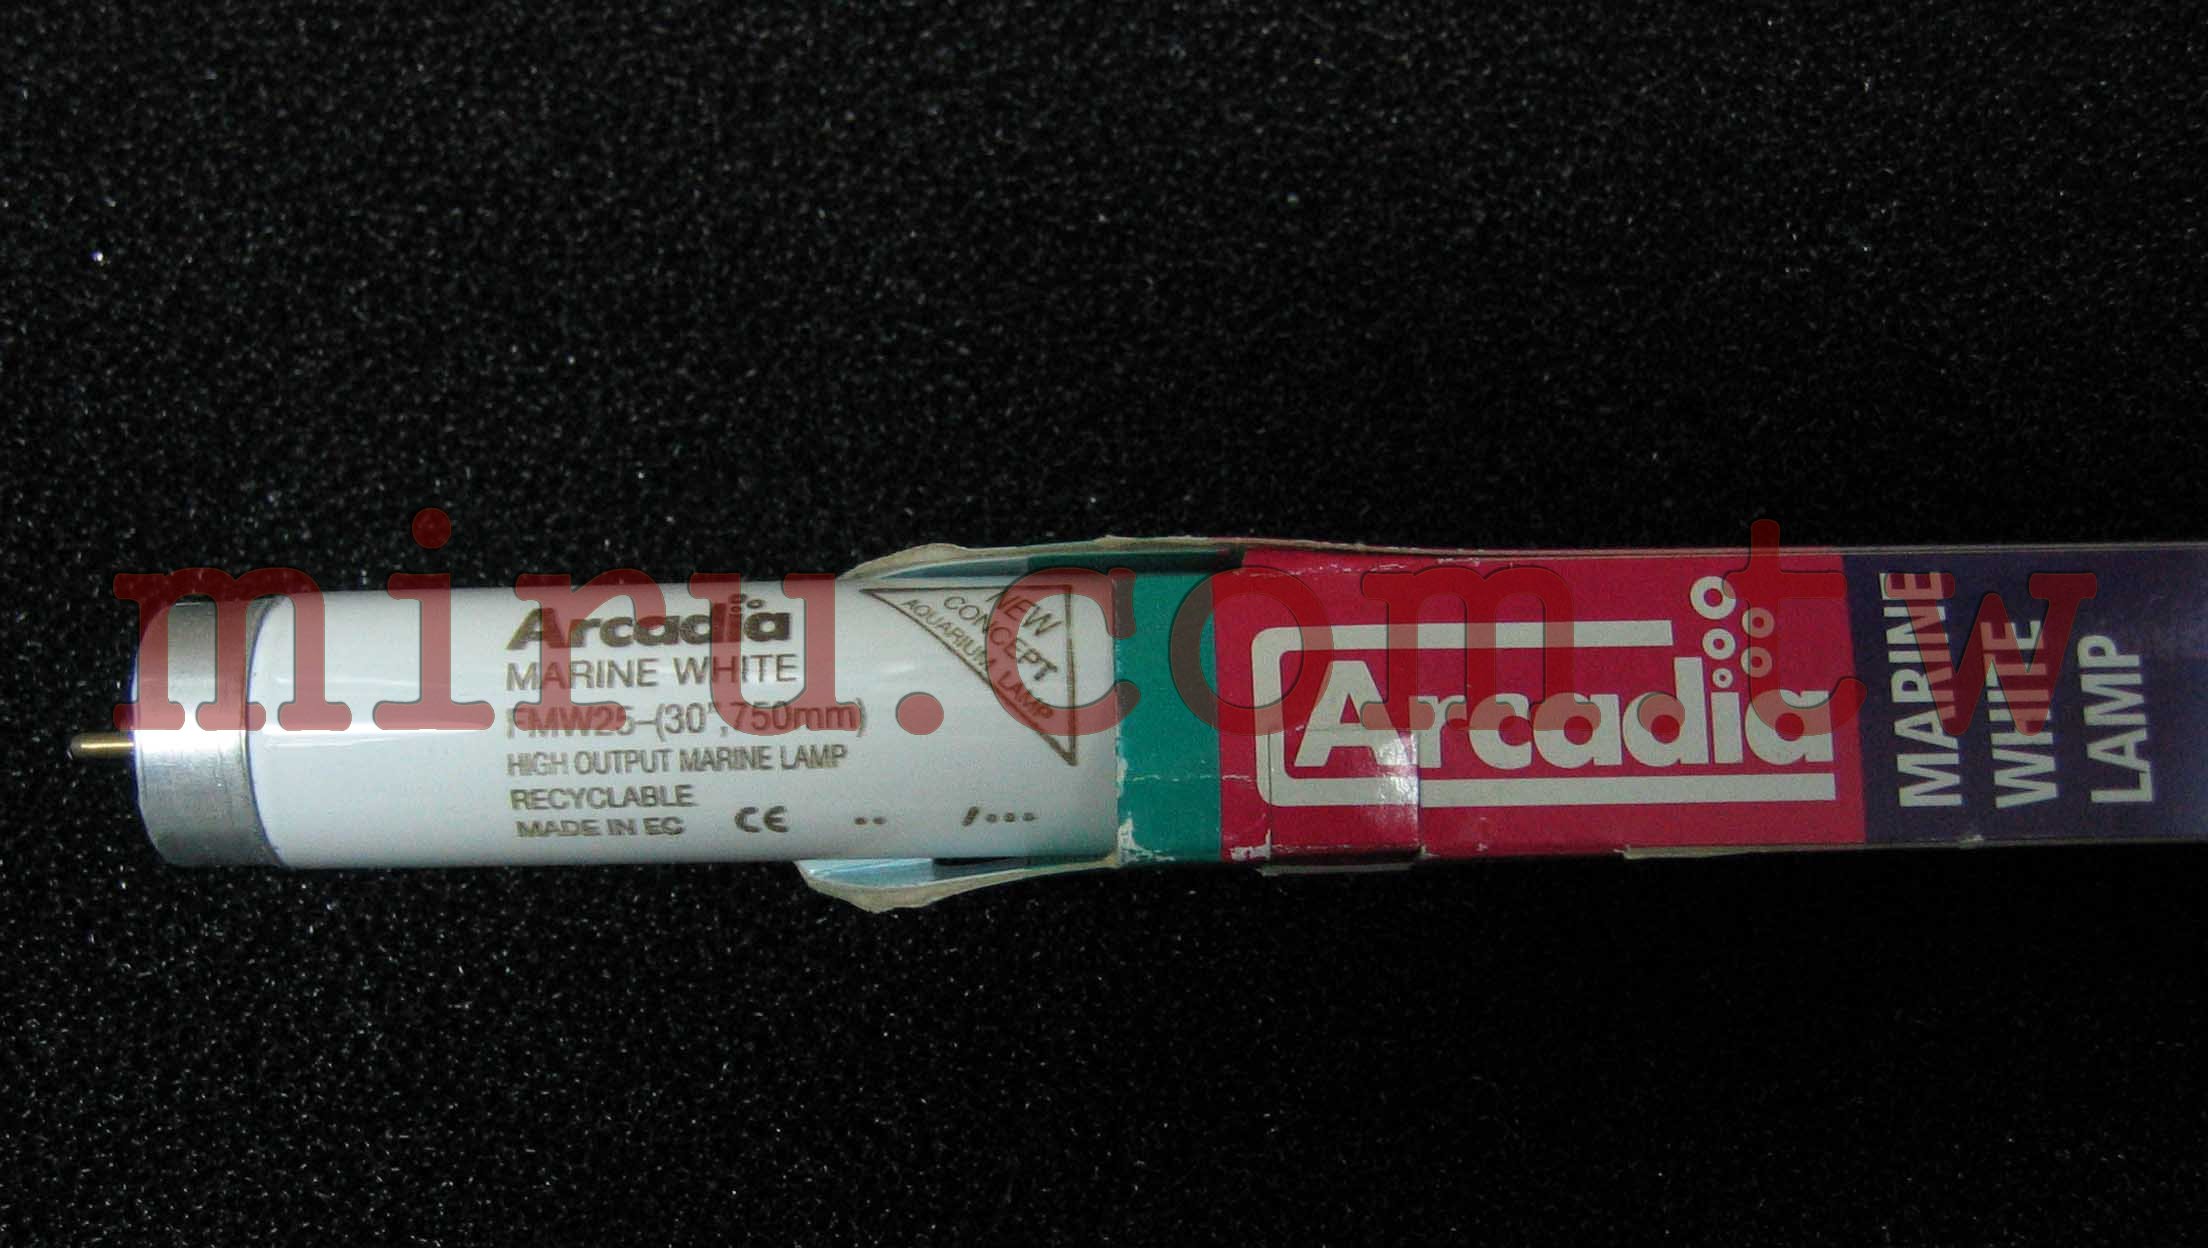 Arcadia
MARINE WHITE
FMW25-(30", 750mm)
HIGH OUTPUT MARINE LAMP
RECYCLABLE
MADE IN EC CE
NEW
CONCEPT
AQUARIUM LAMP
Arcadia
MARINE
WHITE
LAMP
miru.com.tw